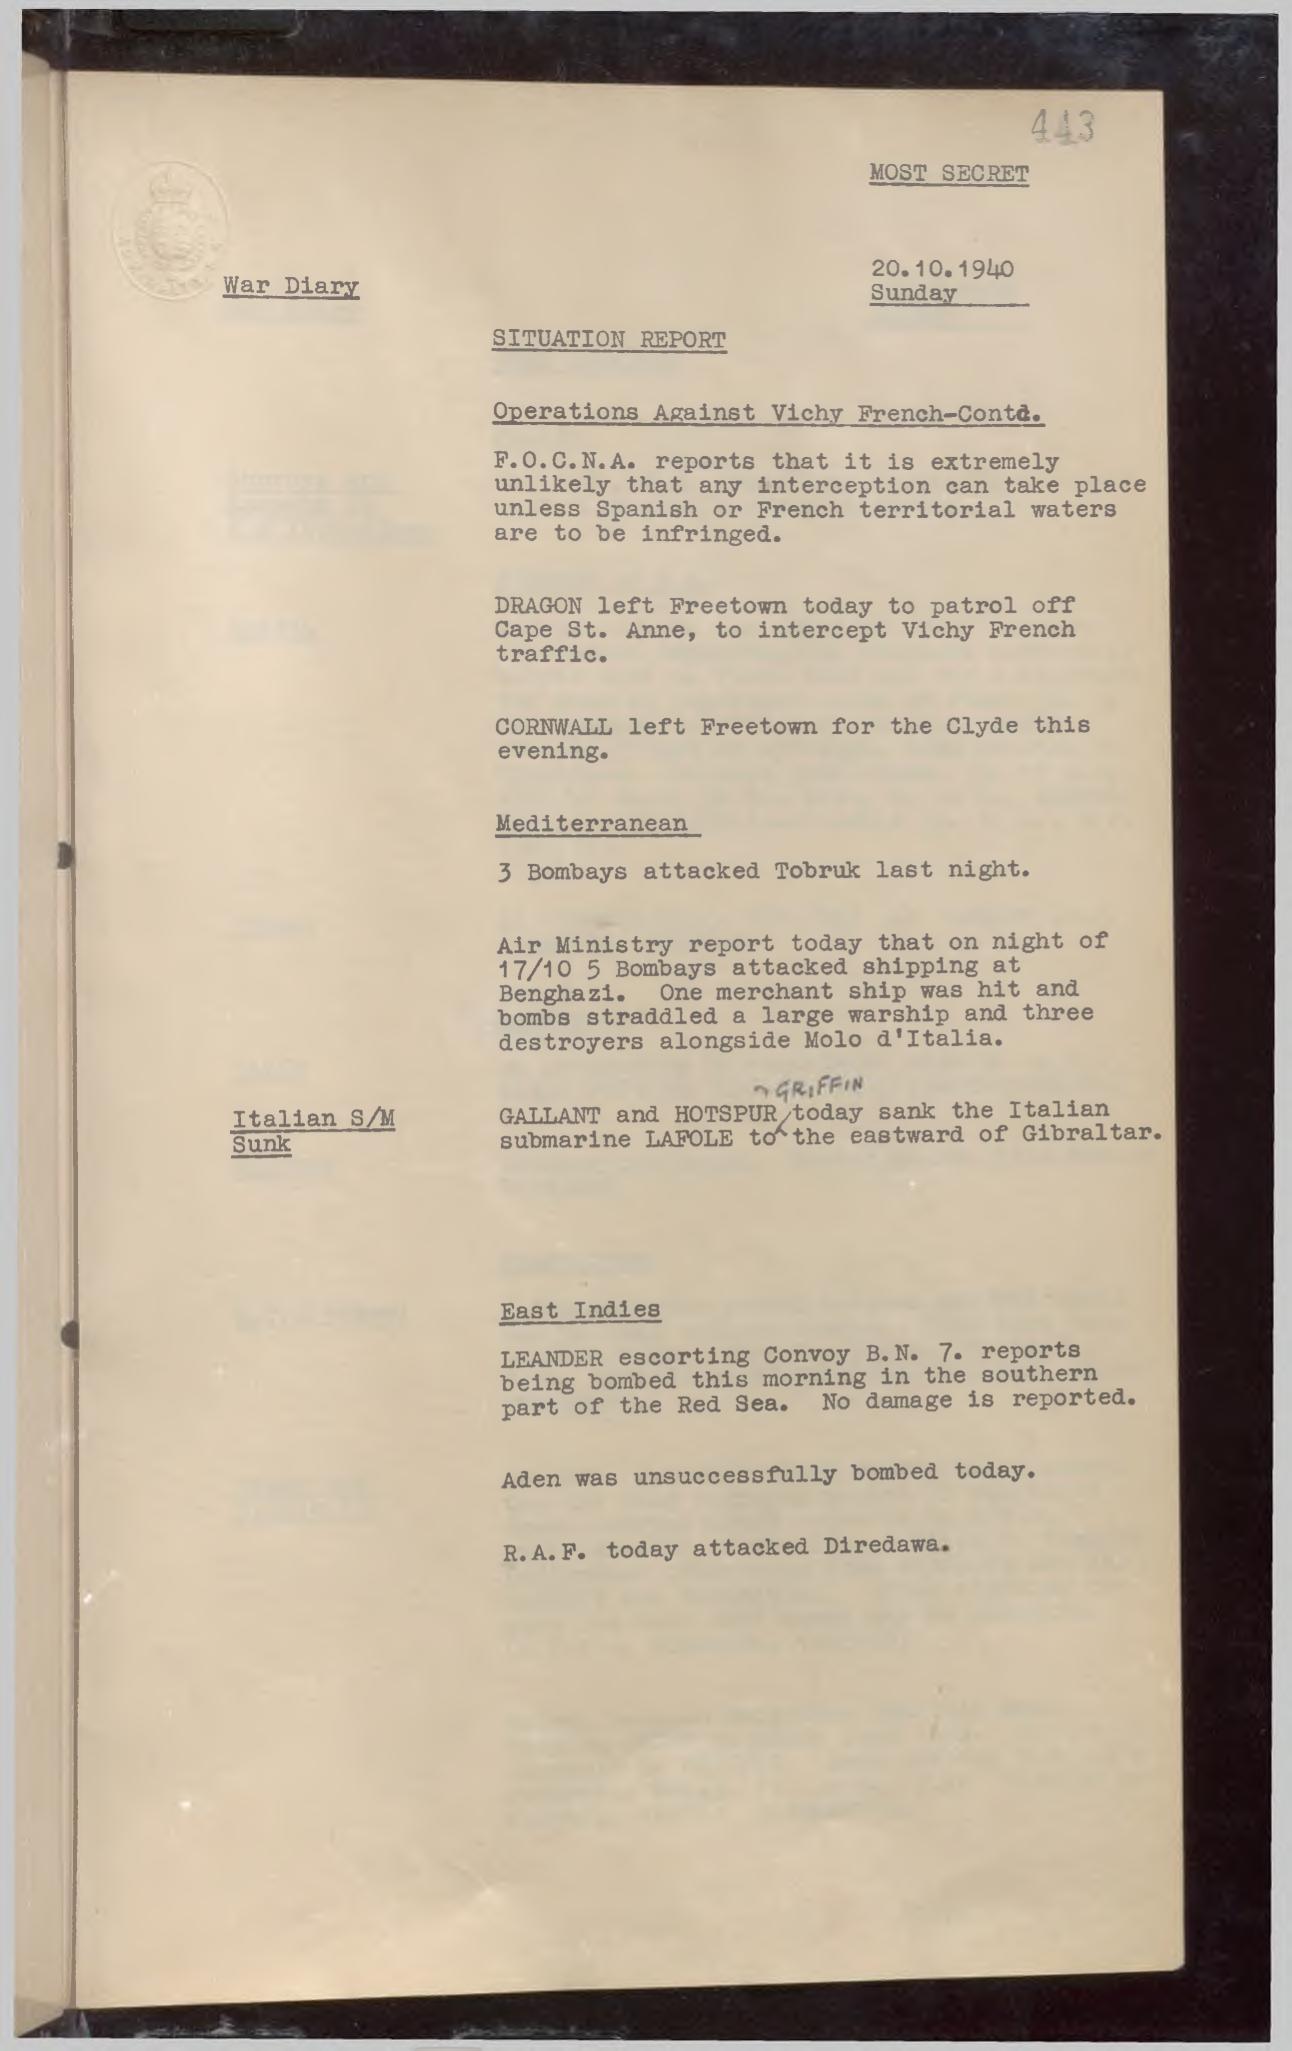 443
MOST SECRET
War Diary
20.10.1940
Sunday
SITUATION REPORT
Operations Against Vichy French-Contd.
F.O.C.N.A. reports that it is extremely
unlikely that any interception can take place
unless Spanish or French territorial waters
are to be infringed.
DRAGON left Freetown today to patrol off
Cape St. Anne, to intercept Vichy French
traffic.
CORNWALL left Freetown for the Clyde this
evening.
Mediterranean
3 Bombays attacked Tobruk last night.
Air Ministry report today that on night of
17/10 5 Bombays attacked shipping at
Benghazi. One merchant ship was hit and
bombs straddled a large warship and three
destroyers alongside Molo d'Italia.
GRIFFIN
Italian S/M
Sunk
GALLANT and HOTSPUR today sank the Italian
submarine LAFOLE to the eastward of Gibraltar.
East Indies
LEANDER escorting Convoy B.N. 7. reports
being bombed this morning in the southern
part of the Red Sea. No damage is reported.
Aden was unsuccessfully bombed today.
R.A.F. today attacked Diredawa.